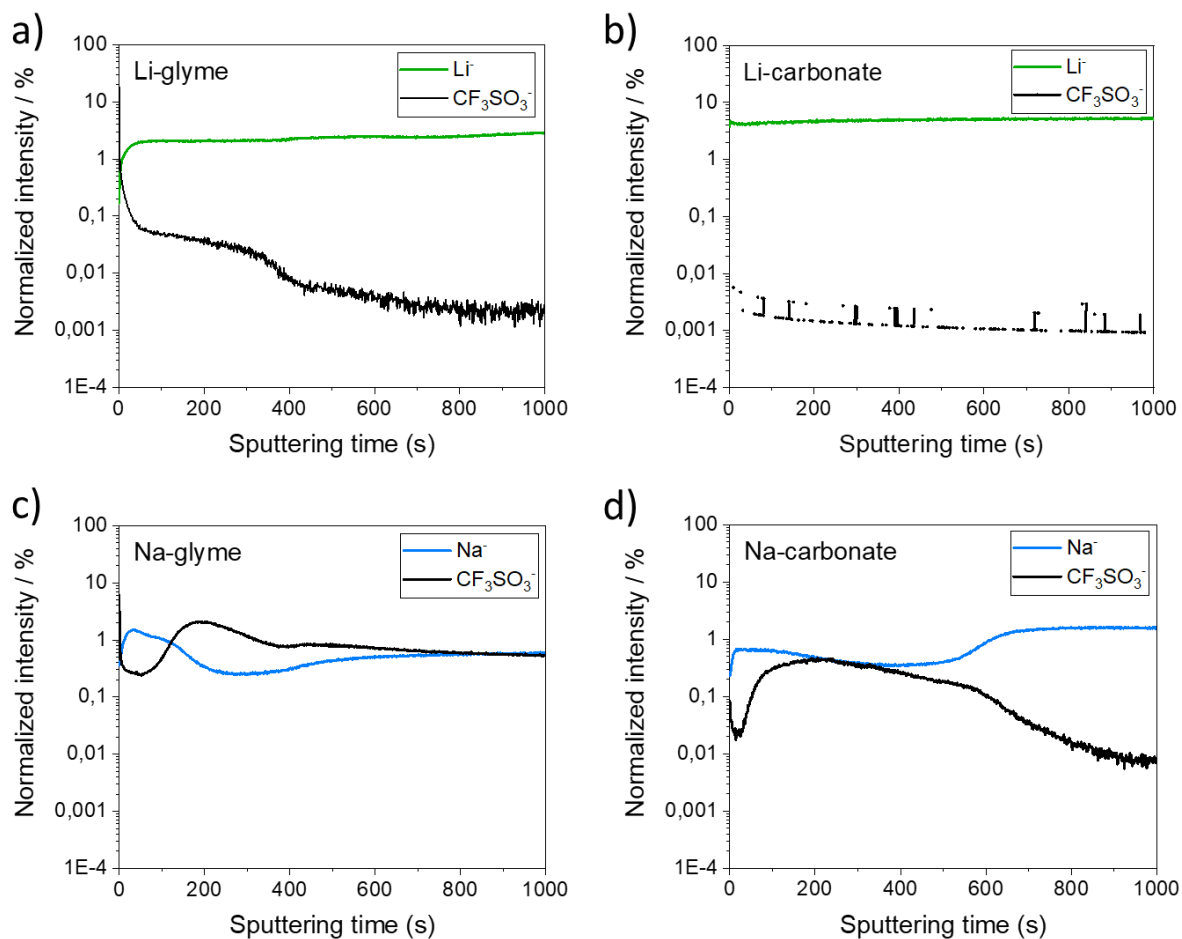 a)
Li-glyme
Li⁻
CF₃SO₃⁻
100
10
1
0,1
0,01
0,001
1E-4
Normalized intensity / %
0 200 400 600 800 1000
Sputtering time (s)
b)
Li-carbonate
Li⁻
CF₃SO₃⁻
100
10
1
0,1
0,01
0,001
1E-4
Normalized intensity / %
0 200 400 600 800 1000
Sputtering time (s)
c)
Na-glyme
Na⁻
CF₃SO₃⁻
100
10
1
0,1
0,01
0,001
1E-4
Normalized intensity / %
0 200 400 600 800 1000
Sputtering time (s)
d)
Na-carbonate
Na⁻
CF₃SO₃⁻
100
10
1
0,1
0,01
0,001
1E-4
Normalized intensity / %
0 200 400 600 800 1000
Sputtering time (s)